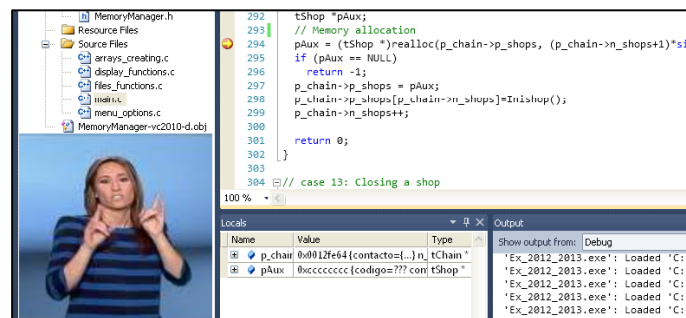 MemoryManager.h
Resource Files
Source Files
arrays_creating.c
display_functions.c
files_functions.c
main.c
menu_options.c
MemoryManager-vc2010-d.obj
292 tShop *pAux;
293 // Memory allocation
294 pAux = (tShop *)realloc(p_chain->p_shops, (p_chain->n_shops+1)*si
295 if (pAux == NULL)
296 return -1;
297 p_chain->p_shops = pAux;
298 p_chain->p_shops[p_chain->n_shops]=Inishop();
299 p_chain->n_shops++;
300
301 return 0;
302 }
303
304 // case 13: Closing a shop
100 %
Locals
Name Value Type
p_chair 0x0012fe64 {contacto={...} n_ tChain *
pAux 0xcccccccc {codigo=??? con tShop *
Output
Show output from: Debug
'Ex_2012_2013.exe': Loaded 'C:
'Ex_2012_2013.exe': Loaded 'C:
'Ex_2012_2013.exe': Loaded 'C:
'Ex_2012_2013.exe': Loaded 'C:
'Ex_2012_2013.exe': Loaded 'C: